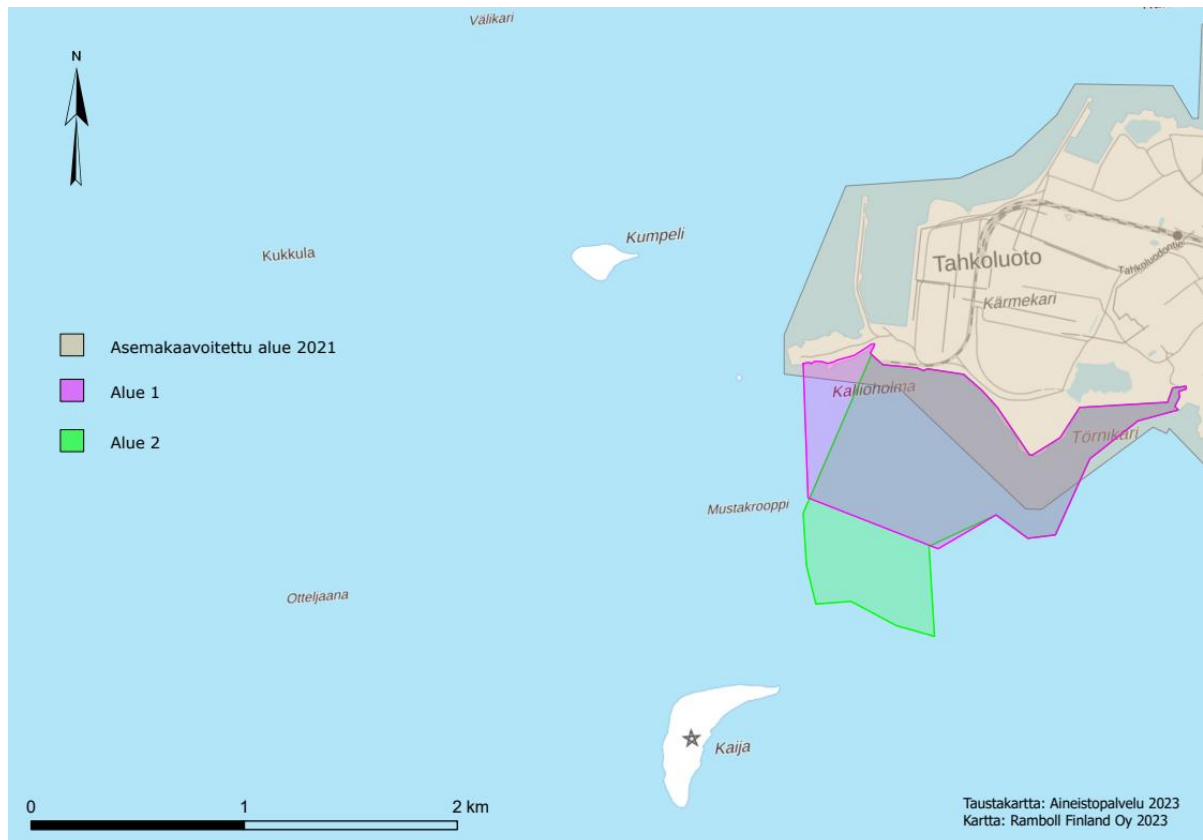 Välikari
N
Kumpeli
Kukkula
Tahkoluodontie
Tahkoluoto
Kärmekari
Asemakaavoitettu alue 2021
Alue 1
Kallioholma
Alue 2
Törnikari
Mustakrooppi
Otteljaana
Kaija
0 1 2 km
Taustakartta: Aineistopalvelu 2023
Kartta: Ramboll Finland Oy 2023